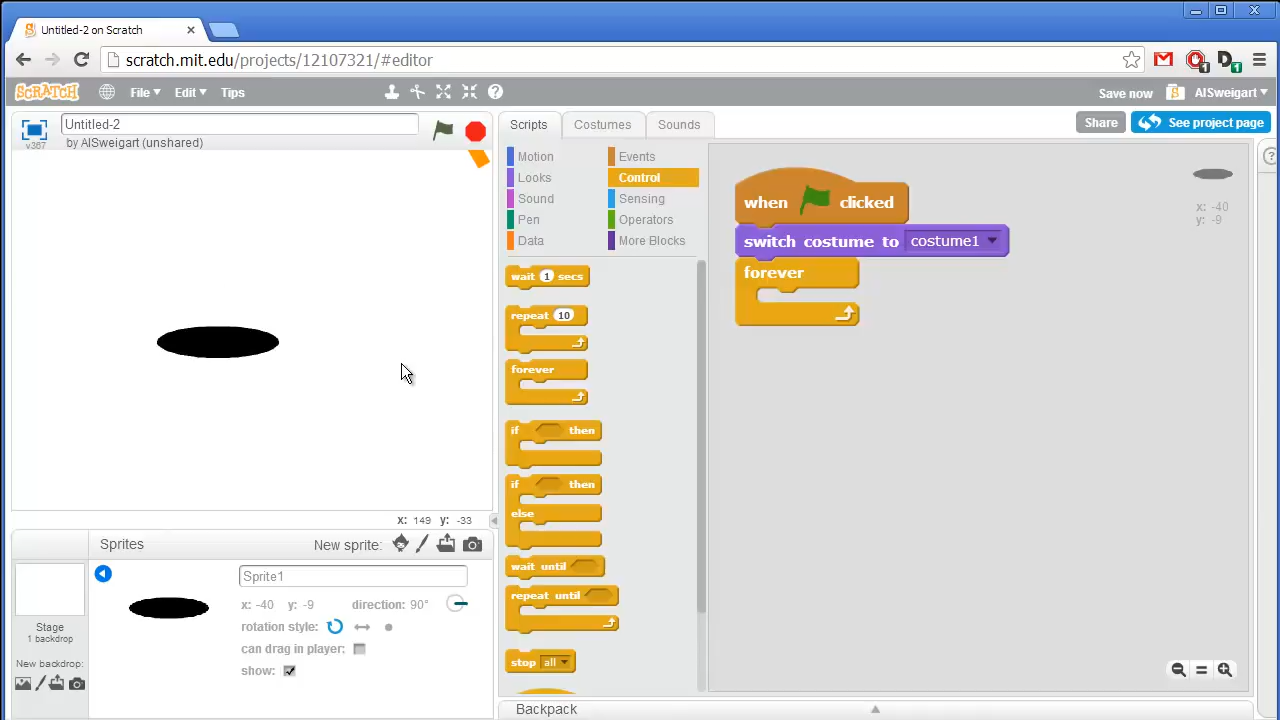 Untitled-2 on Scratch
scratch.mit.edu/projects/12107321/#editor
1
1
SCRATCH
File
Edit
Tips
Save now
AlSweigart
Untitled-2
by AlSweigart (unshared)
v387
Scripts
Costumes
Sounds
Share
See project page
Motion
Events
Looks
Control
Sound
Sensing
Pen
Operators
Data
More Blocks
wait 1 secs
repeat 10
forever
if then
if then
else
wait until
repeat until
stop all
when clicked
switch costume to costume1
forever
x: -40
y: -9
?
x: 149 y: -33
Sprites
New sprite:
Sprite1
x: -40 y: -9 direction: 90°
rotation style:
can drag in player:
show:
Stage
1 backdrop
New backdrop:
Backpack